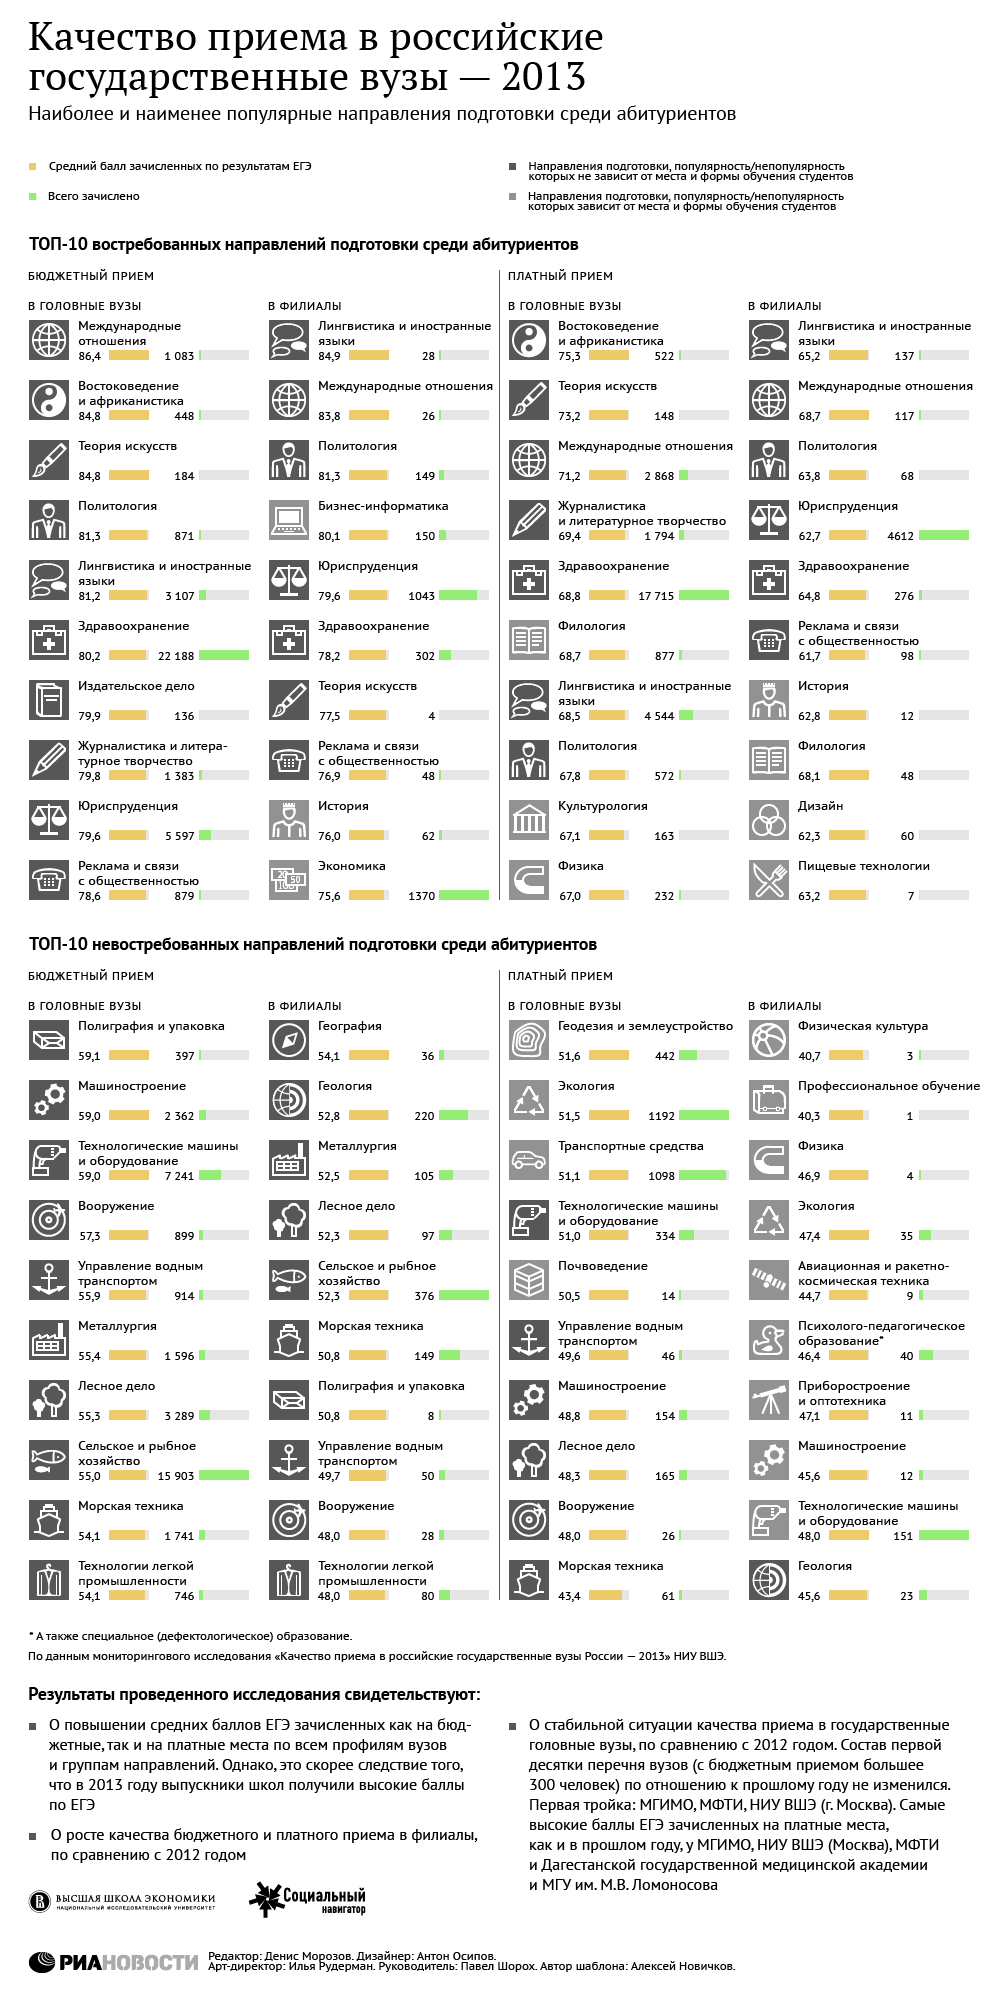 Качество приема в российские
государственные вузы — 2013
Наиболее и наименее популярные направления подготовки среди абитуриентов
Средний балл зачисленных по результатам ЕГЭ
Всего зачислено
Направления подготовки, популярность/непопулярность
которых не зависит от места и формы обучения студентов
Направления подготовки, популярность/непопулярность
которых зависит от места и формы обучения студентов
ТОП-10 востребованных направлений подготовки среди абитуриентов
БЮДЖЕТНЫЙ ПРИЕМ
В ГОЛОВНЫЕ ВУЗЫ
Международные
отношения
86,4 1 083
Востоковедение
и африканистика
84,8 448
Теория искусств
84,8 184
Политология
81,3 871
Лингвистика и иностранные
языки
81,2 3 107
Здравоохранение
80,2 22 188
Издательское дело
79,9 136
Журналистика и литера-
турное творчество
79,8 1 383
Юриспруденция
79,6 5 597
Реклама и связи
с общественностью
78,6 879
В ФИЛИАЛЫ
Лингвистика и иностранные
языки
84,9 28
Международные отношения
83,8 26
Политология
81,3 149
Бизнес-информатика
80,1 150
Юриспруденция
79,6 1043
Здравоохранение
78,2 302
Теория искусств
77,5 4
Реклама и связи
с общественностью
76,9 48
История
76,0 62
20 50 100
Экономика
75,6 1370
ПЛАТНЫЙ ПРИЕМ
В ГОЛОВНЫЕ ВУЗЫ
Востоковедение
и африканистика
75,3 522
Теория искусств
73,2 148
Международные отношения
71,2 2 868
Журналистика
и литературное творчество
69,4 1 794
Здравоохранение
68,8 17 715
Филология
68,7 877
Лингвистика и иностранные
языки
68,5 4 544
Политология
67,8 572
Культурология
67,1 163
Физика
67,0 232
В ФИЛИАЛЫ
Лингвистика и иностранные
языки
65,2 137
Международные отношения
68,7 117
Политология
63,8 68
Юриспруденция
62,7 4612
Здравоохранение
64,8 276
Реклама и связи
с общественностью
61,7 98
История
62,8 12
Филология
68,1 48
Дизайн
62,3 60
Пищевые технологии
63,2 7
ТОП-10 невостребованных направлений подготовки среди абитуриентов
БЮДЖЕТНЫЙ ПРИЕМ
В ГОЛОВНЫЕ ВУЗЫ
Полиграфия и упаковка
59,1 397
Машиностроение
59,0 2 362
Технологические машины
и оборудование
59,0 7 241
Вооружение
57,3 899
Управление водным
транспортом
55,9 914
Металлургия
55,4 1 596
Лесное дело
55,3 3 289
Сельское и рыбное
хозяйство
55,0 15 903
Морская техника
54,1 1 741
Технологии легкой
промышленности
54,1 746
В ФИЛИАЛЫ
География
54,1 36
Геология
52,8 220
Металлургия
52,5 105
Лесное дело
52,3 97
Сельское и рыбное
хозяйство
52,3 376
Морская техника
50,8 149
Полиграфия и упаковка
50,8 8
Управление водным
транспортом
49,7 50
Вооружение
48,0 28
Технологии легкой
промышленности
48,0 80
ПЛАТНЫЙ ПРИЕМ
В ГОЛОВНЫЕ ВУЗЫ
Геодезия и землеустройство
51,6 442
Экология
51,5 1192
Транспортные средства
51,1 1098
Технологические машины
и оборудование
51,0 334
Почвоведение
50,5 14
Управление водным
транспортом
49,6 46
Машиностроение
48,8 154
Лесное дело
48,3 165
Вооружение
48,0 26
Морская техника
43,4 61
В ФИЛИАЛЫ
Физическая культура
40,7 3
Профессиональное обучение
40,3 1
Физика
46,9 4
Экология
47,4 35
Авиационная и ракетно-
космическая техника
44,7 9
Психолого-педагогическое
образование*
46,4 40
Приборостроение
и оптотехника
47,1 11
Машиностроение
45,6 12
Технологические машины
и оборудование
48,0 151
Геология
45,6 23
* А также специальное (дефектологическое) образование.
По данным мониторингового исследования «Качество приема в российские государственные вузы России — 2013» НИУ ВШЭ.
Результаты проведенного исследования свидетельствуют:
О повышении средних баллов ЕГЭ зачисленных как на бюд-
жетные, так и на платные места по всем профилям вузов
и группам направлений. Однако, это скорее следствие того,
что в 2013 году выпускники школ получили высокие баллы
по ЕГЭ
О росте качества бюджетного и платного приема в филиалы,
по сравнению с 2012 годом
О стабильной ситуации качества приема в государственные
головные вузы, по сравнению с 2012 годом. Состав первой
десятки перечня вузов (с бюджетным приемом большее
300 человек) по отношению к прошлому году не изменился.
Первая тройка: МГИМО, МФТИ, НИУ ВШЭ (г. Москва). Самые
высокие баллы ЕГЭ зачисленных на платные места,
как и в прошлом году, у МГИМО, НИУ ВШЭ (Москва), МФТИ
и Дагестанской государственной медицинской академии
и МГУ им. М.В. Ломоносова
ВЫСШАЯ ШКОЛА ЭКОНОМИКИ
НАЦИОНАЛЬНЫЙ ИССЛЕДОВАТЕЛЬСКИЙ УНИВЕРСИТЕТ
Социальный
навигатор
РИАНОВОСТИ
Редактор: Денис Морозов. Дизайнер: Антон Осипов.
Арт-директор: Илья Рудерман. Руководитель: Павел Шорох. Автор шаблона: Алексей Новичков.